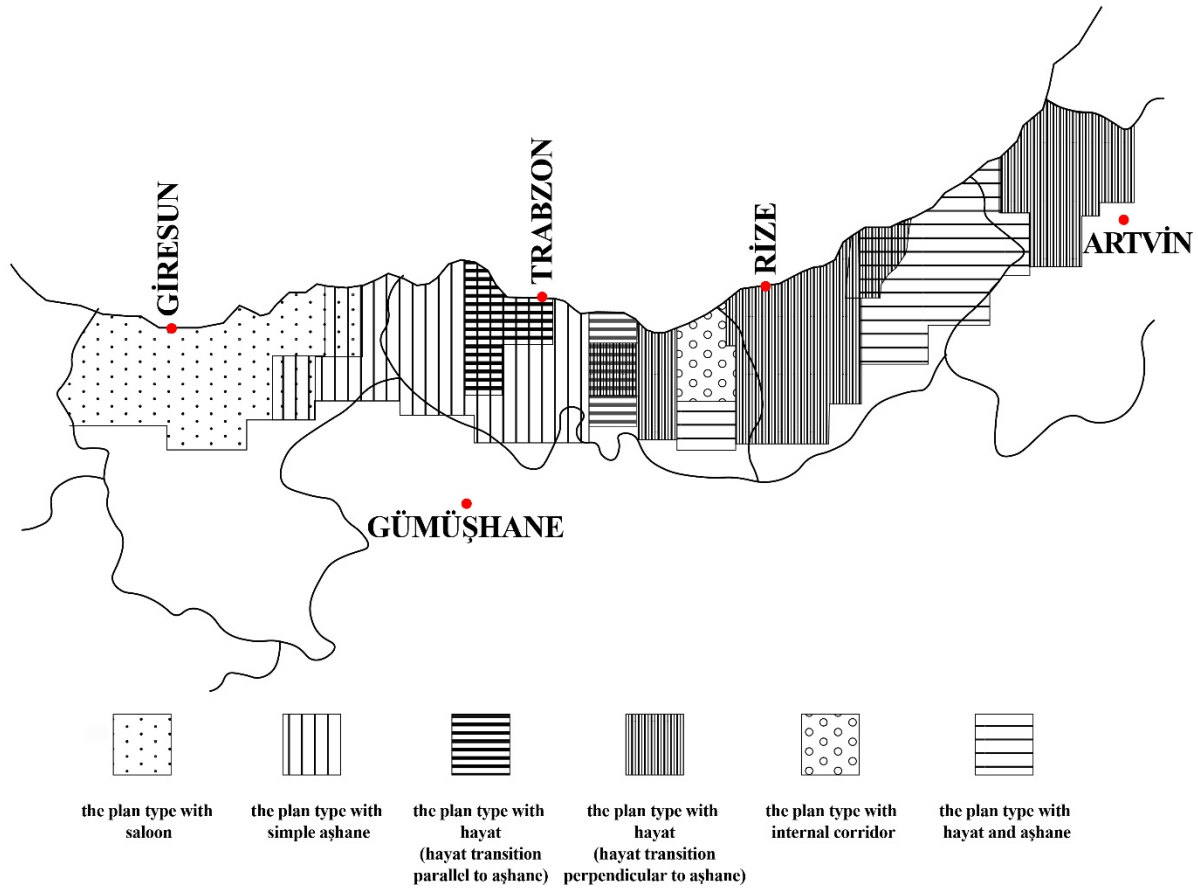 GİRESUN
TRABZON
RİZE
ARTVİN
GÜMÜŞHANE
the plan type with
saloon
the plan type with
simple aşhane
the plan type with
hayat
(hayat transition
parallel to aşhane)
the plan type with
hayat
(hayat transition
perpendicular to aşhane)
the plan type with
internal corridor
the plan type with
hayat and aşhane